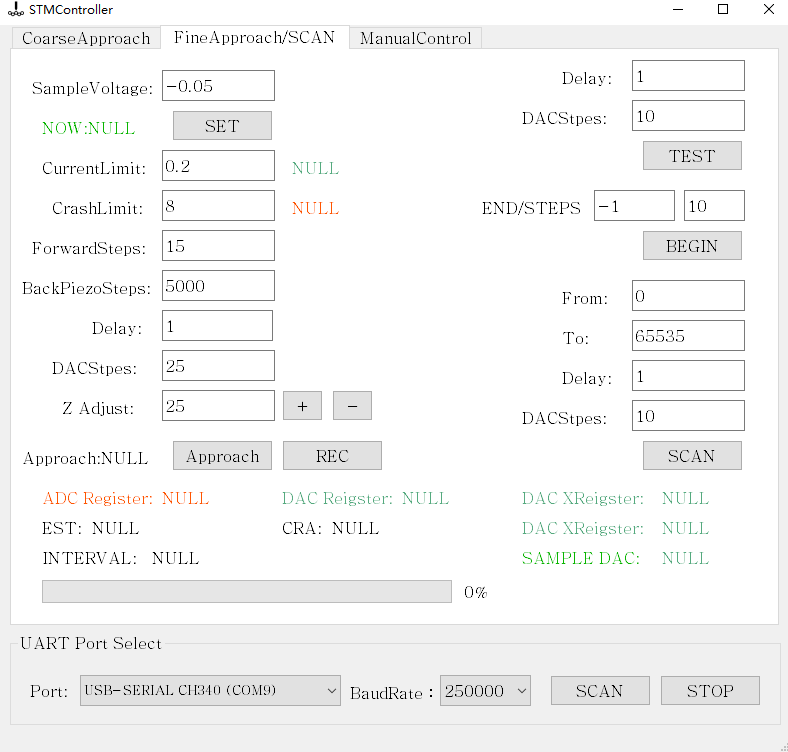 STMController
CoarseApproach FineApproach/SCAN ManualControl
SampleVoltage: -0.05
NOW:NULL SET
CurrentLimit: 0.2 NULL
CrashLimit: 8 NULL
ForwardSteps: 15
BackPiezoSteps: 5000
Delay: 1
DACStpes: 25
Z Adjust: 25 + -
Approach:NULL Approach REC
Delay: 1
DACStpes: 10
TEST
END/STEPS -1 10
BEGIN
From: 0
To: 65535
Delay: 1
DACStpes: 10
SCAN
ADC Register: NULL DAC Reigster: NULL DAC XReigster: NULL
EST: NULL CRA: NULL DAC XReigster: NULL
INTERVAL: NULL SAMPLE DAC: NULL
0%
UART Port Select
Port: USB-SERIAL CH340 (COM9) BaudRate: 250000 SCAN STOP